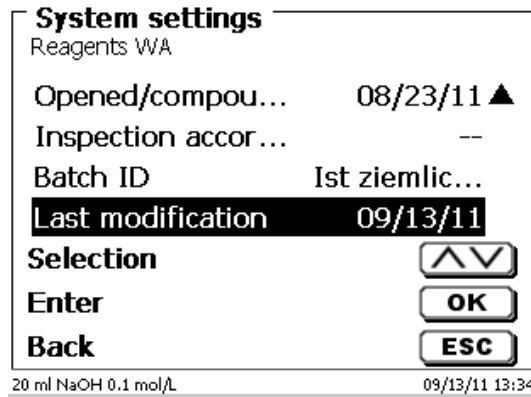 System settings
Reagents WA
Opened/compou... 08/23/11
Inspection accor... --
Batch ID Ist ziemlic...
Last modification 09/13/11
Selection
Enter OK
Back ESC
20 ml NaOH 0.1 mol/L 09/13/11 13:34